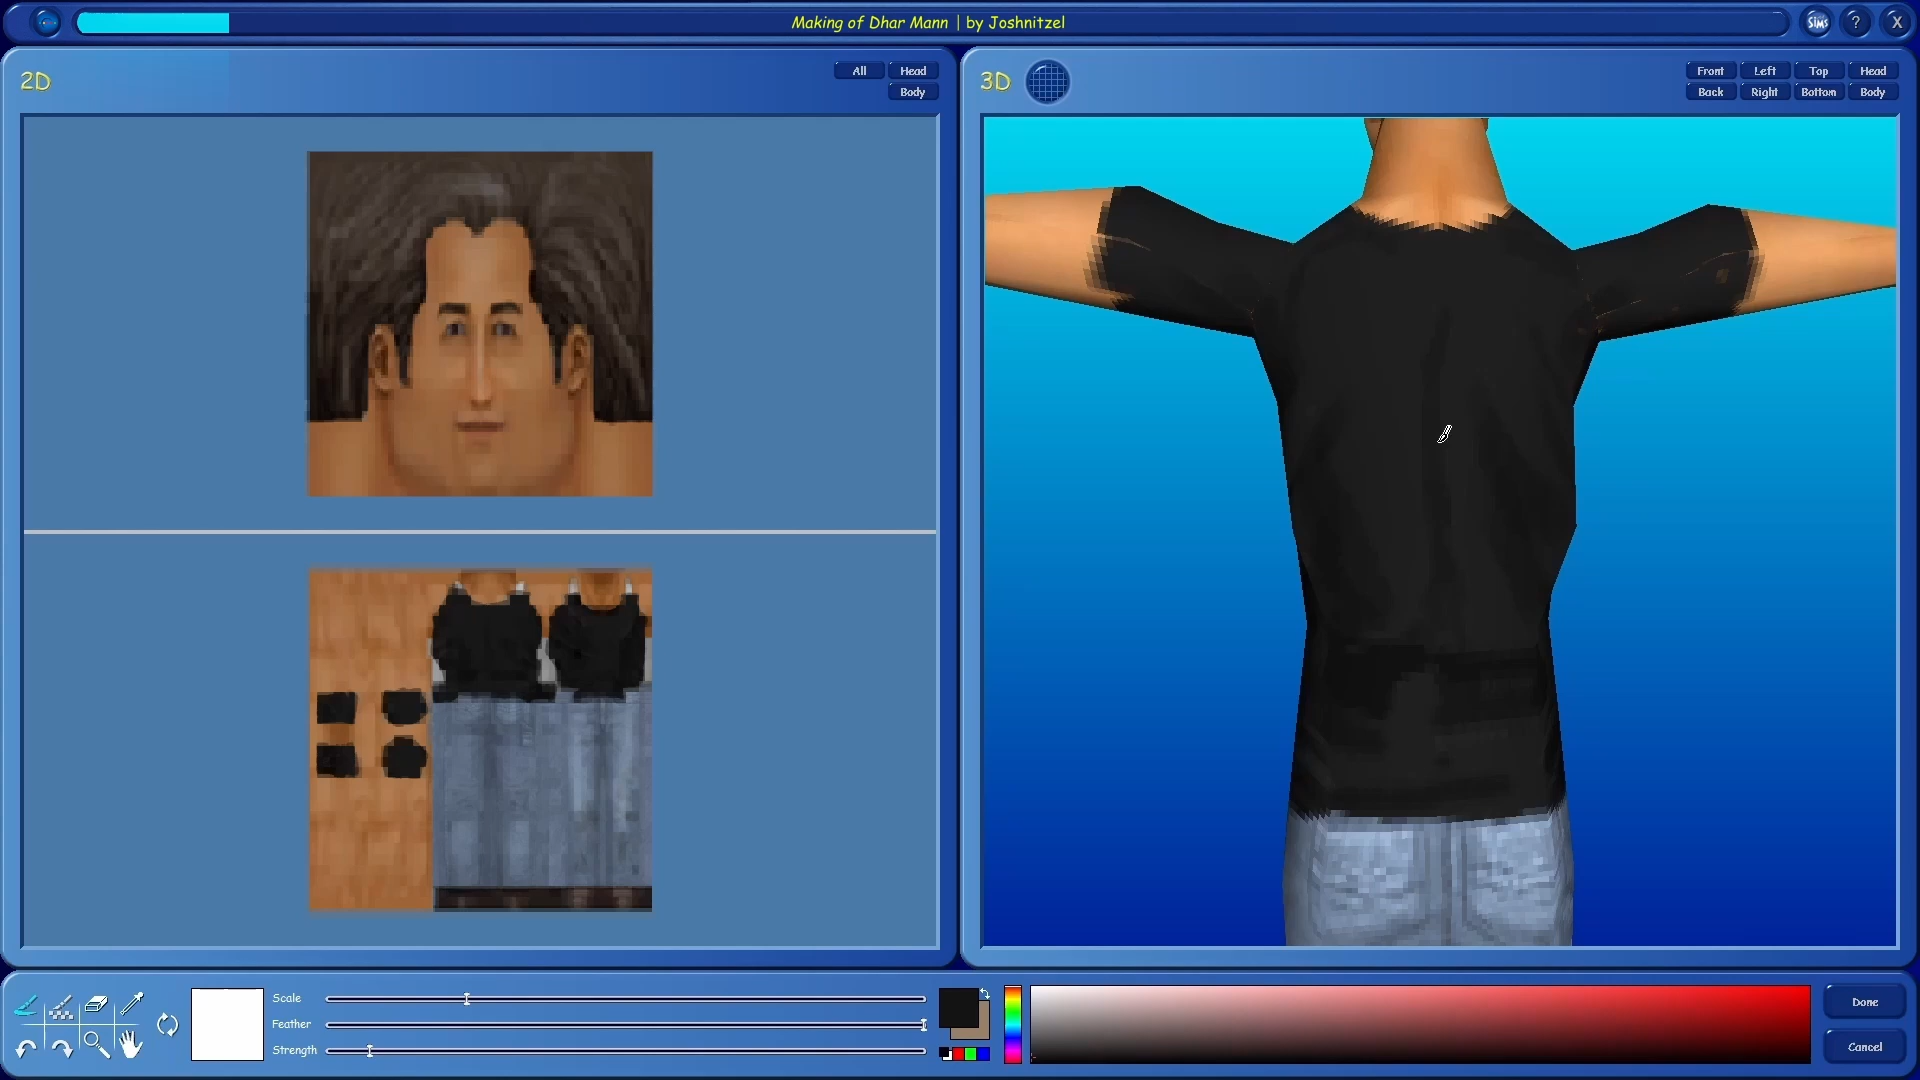 Making of Dhar Mann | by Joshnitzel
SiMS
?
X
2D
All
Head
Body
3D
Front
Left
Top
Head
Back
Right
Bottom
Body
Scale
Feather
Strength
Done
Cancel